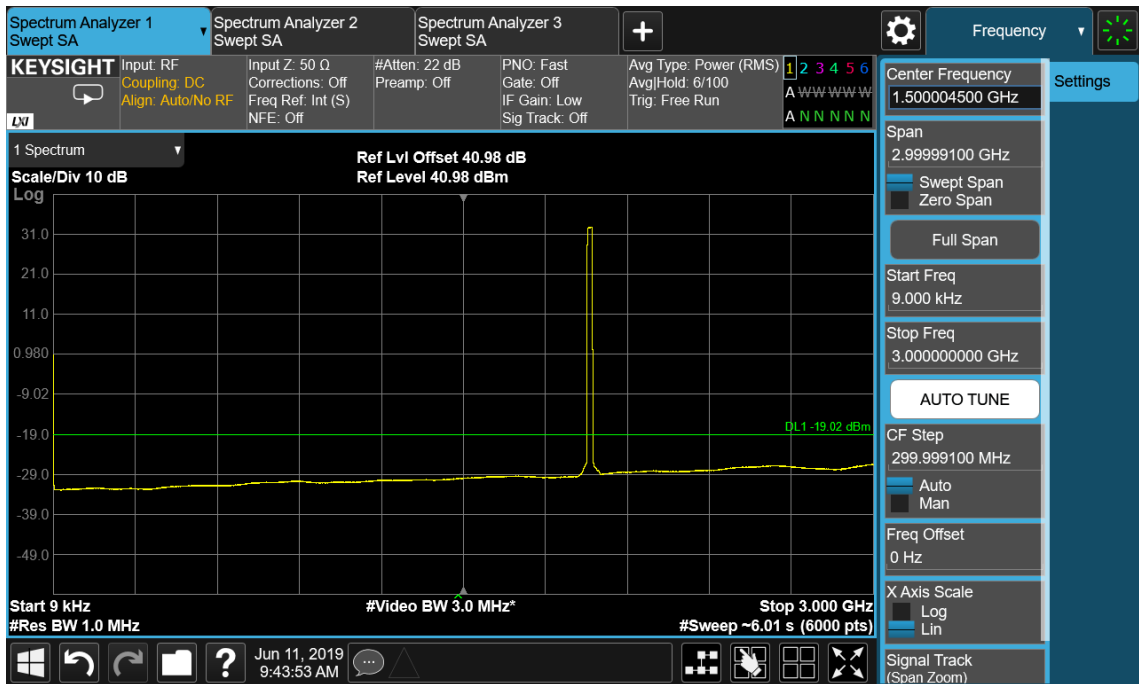 Spectrum Analyzer 1
Swept SA
Spectrum Analyzer 2
Swept SA
Spectrum Analyzer 3
Swept SA
Frequency
KEYSIGHT
LXI
Input: RF
Coupling: DC
Align: Auto/No RF
Input Z: 50 Ω
Corrections: Off
Freq Ref: Int (S)
NFE: Off
#Atten: 22 dB
Preamp: Off
PNO: Fast
Gate: Off
IF Gain: Low
Sig Track: Off
Avg Type: Power (RMS)
Avg|Hold: 6/100
Trig: Free Run
1 2 3 4 5 6
A W W W W W
A N N N N N
1 Spectrum
Scale/Div 10 dB
Log
Ref Lvl Offset 40.98 dB
Ref Level 40.98 dBm
31.0
21.0
11.0
0.980
-9.02
-19.0
-29.0
-39.0
-49.0
DL1 -19.02 dBm
Start 9 kHz
#Res BW 1.0 MHz
#Video BW 3.0 MHz*
Stop 3.000 GHz
#Sweep ~6.01 s (6000 pts)
Center Frequency
1.500004500 GHz
Span
2.99999100 GHz
Swept Span
Zero Span
Full Span
Start Freq
9.000 kHz
Stop Freq
3.000000000 GHz
AUTO TUNE
CF Step
299.999100 MHz
Auto
Man
Freq Offset
0 Hz
X Axis Scale
Log
Lin
Signal Track
(Span Zoom)
Settings
?
Jun 11, 2019
9:43:53 AM